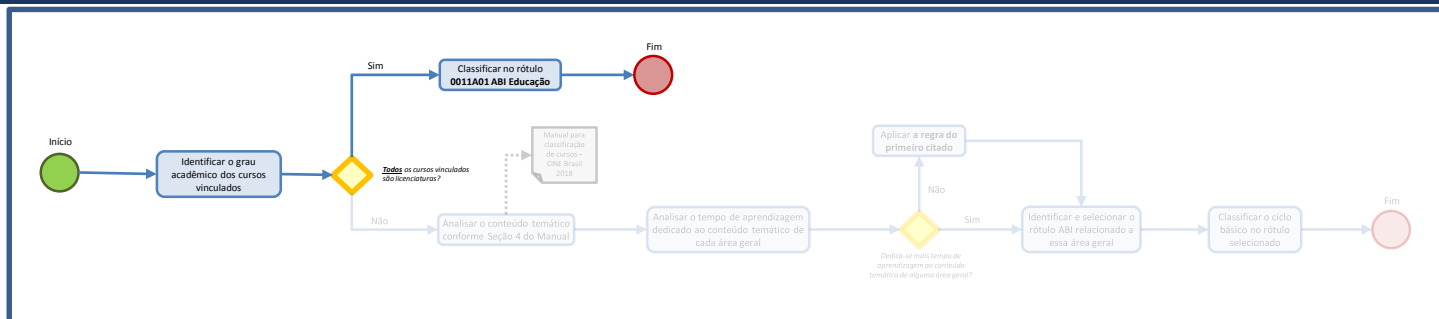 Fim
Sim
Classificar no rótulo
0011A01 ABI Educação
Início
Identificar o grau
acadêmico dos cursos
vinculados
Todos os cursos vinculados
são licenciaturas?
Manual para
classificação
de cursos –
CINE Brasil
2018
Não
Analisar o conteúdo temático
conforme Seção 4 do Manual
Analisar o tempo de aprendizagem
dedicado ao conteúdo temático de
cada área geral
Aplicar a regra do
primeiro citado
Não
Sim
Dedica-se mais tempo de
aprendizagem ao conteúdo
temático de alguma área geral?
Identificar e selecionar o
rótulo ABI relacionado a
essa área geral
Classificar o ciclo
básico no rótulo
selecionado
Fim